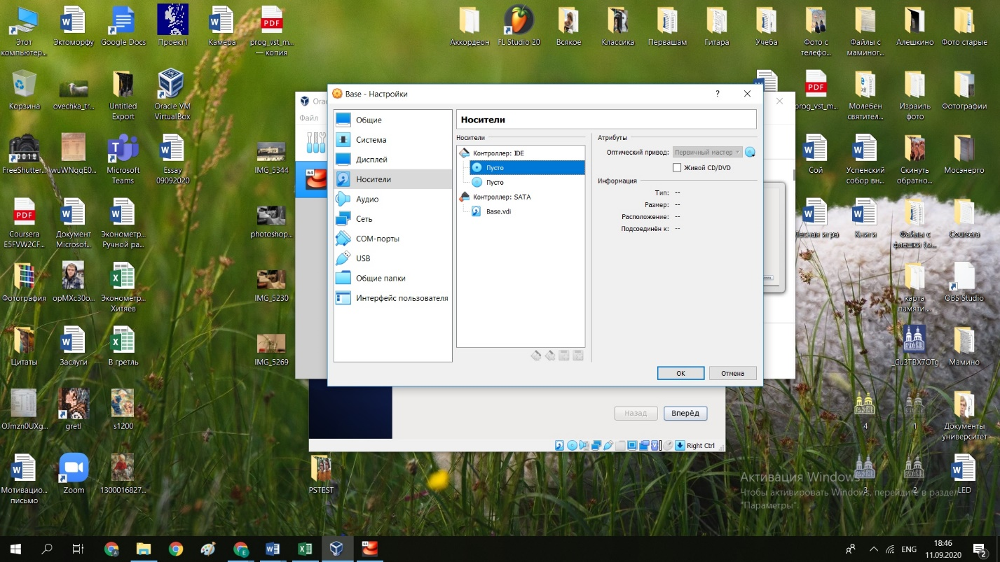 Этот компьютер...
Эктоморфу
Google Docs
Проект1
Камера
prog_vst_m... — копия
Аккордеон
FL Studio 20
Всякое
Классика
Первашам
Гитара
Учеба
Фото с телефо...
Файлы с маминог...
Алешкино
Фото старые
Корзина
ovechka_tr...
Untitled Export
Oracle VM VirtualBox
prog_vst_m...
Молебен святител...
Израиль фото
Фотографии
FreeShutter...
wuWNqqE0...
Microsoft Teams
Essay 09092020
IMG_5344
Сой
Успенский собор вн...
Скинуть обратно...
Мосэнерго
Coursera E5FVW2CF...
Документ Microsof...
Эконометр... Ручной ра...
photoshop...
Лесная игра
Книги
Файлы с флешки (м...
Coursera
Фотография
opMXc30o...
Эконометр... Хитяев
IMG_5230
карта памяти...
OBS Studio
Цитаты
Заслуги
В гретль
IMG_5269
_Cu3TBX7OTg
Мамино
OJmzn0UXg...
gretl
s1200
4
1
Документы университет
Мотивацио... письмо
Zoom
1300016827...
PSTEST
3
2
LED
Orac
Файл
64
Base - Настройки
?
Общие
Система
Дисплей
Носители
Аудио
Сеть
COM-порты
USB
Общие папки
Интерфейс пользователя
Носители
Носители
Контроллер: IDE
Пусто
Пусто
Контроллер: SATA
Base.vdi
Атрибуты
Оптический привод: Первичный мастер
Живой CD/DVD
Информация
Тип: --
Размер: --
Расположение: --
Подсоединён к: --
OK
Отмена
Назад
Вперёд
Right Ctrl
Активация Windows
Чтобы активировать Windows, перейдите в раздел
"Параметры".
ENG
18:46
11.09.2020
2